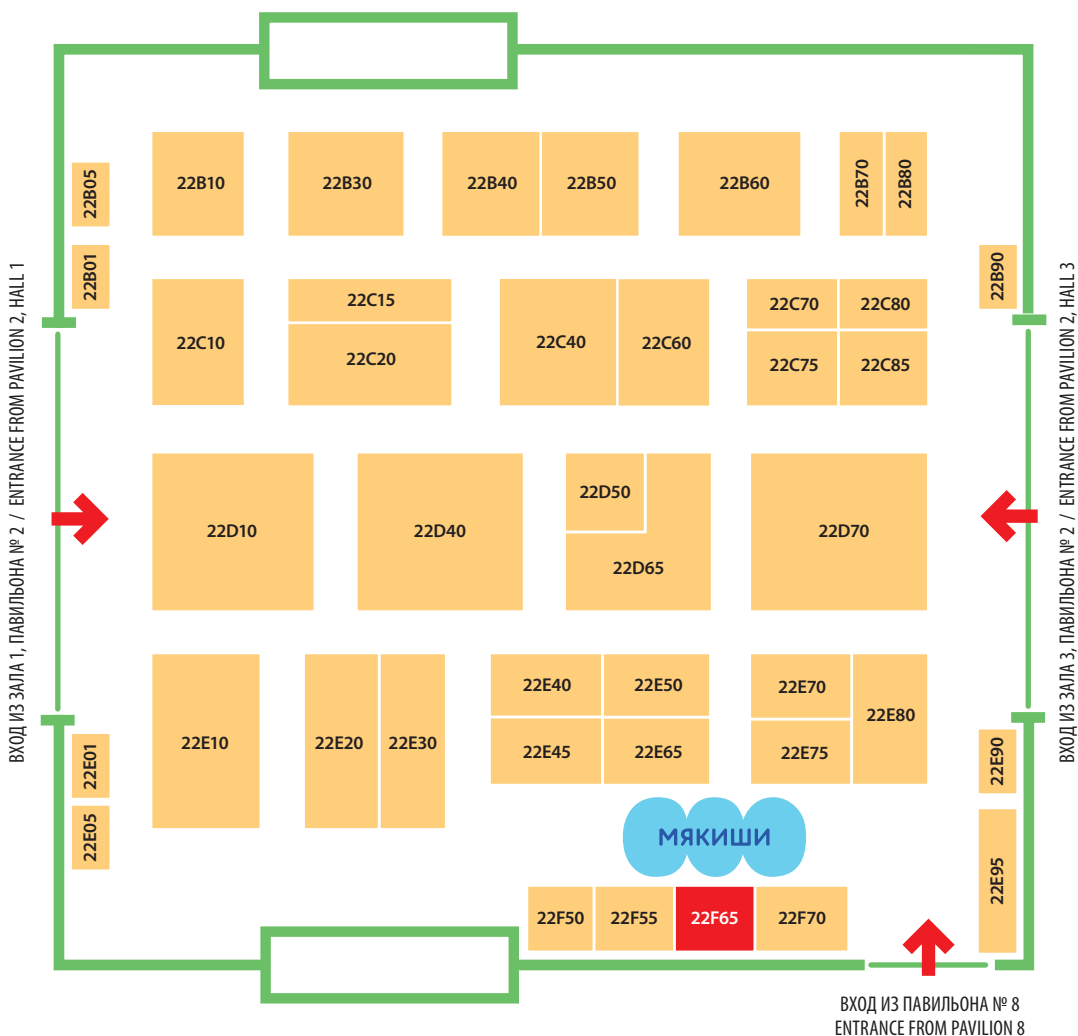 22B05
22B10
22B30
22B40
22B50
22B60
22B70
22B80
22B01
22B90
22C10
22C15
22C20
22C40
22C60
22C70
22C80
22C75
22C85
ВХОД ИЗ ЗАЛА 1, ПАВИЛЬОНА № 2 / ENTRANCE FROM PAVILION 2, HALL 1
ВХОД ИЗ ЗАЛА 3, ПАВИЛЬОНА № 2 / ENTRANCE FROM PAVILION 2, HALL 3
22D10
22D40
22D50
22D65
22D70
22E01
22E05
22E10
22E20
22E30
22E40
22E50
22E45
22E65
22E70
22E75
22E80
22E90
22E95
МЯКИШИ
22F50
22F55
22F65
22F70
ВХОД ИЗ ПАВИЛЬОНА № 8
ENTRANCE FROM PAVILION 8